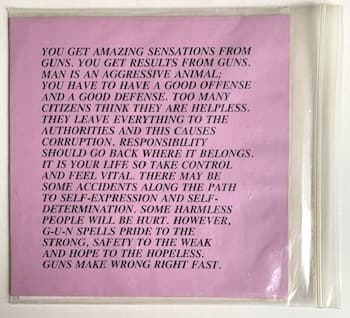 YOU GET AMAZING SENSATIONS FROM
GUNS. YOU GET RESULTS FROM GUNS.
MAN IS AN AGGRESSIVE ANIMAL;
YOU HAVE TO HAVE A GOOD OFFENSE
AND A GOOD DEFENSE. TOO MANY
CITIZENS THINK THEY ARE HELPLESS.
THEY LEAVE EVERYTHING TO THE
AUTHORITIES AND THIS CAUSES
CORRUPTION. RESPONSIBILITY
SHOULD GO BACK WHERE IT BELONGS.
IT IS YOUR LIFE SO TAKE CONTROL
AND FEEL VITAL. THERE MAY BE
SOME ACCIDENTS ALONG THE PATH
TO SELF-EXPRESSION AND SELF-
DETERMINATION. SOME HARMLESS
PEOPLE WILL BE HURT. HOWEVER,
G-U-N SPELLS PRIDE TO THE
STRONG, SAFETY TO THE WEAK
AND HOPE TO THE HOPELESS.
GUNS MAKE WRONG RIGHT FAST.